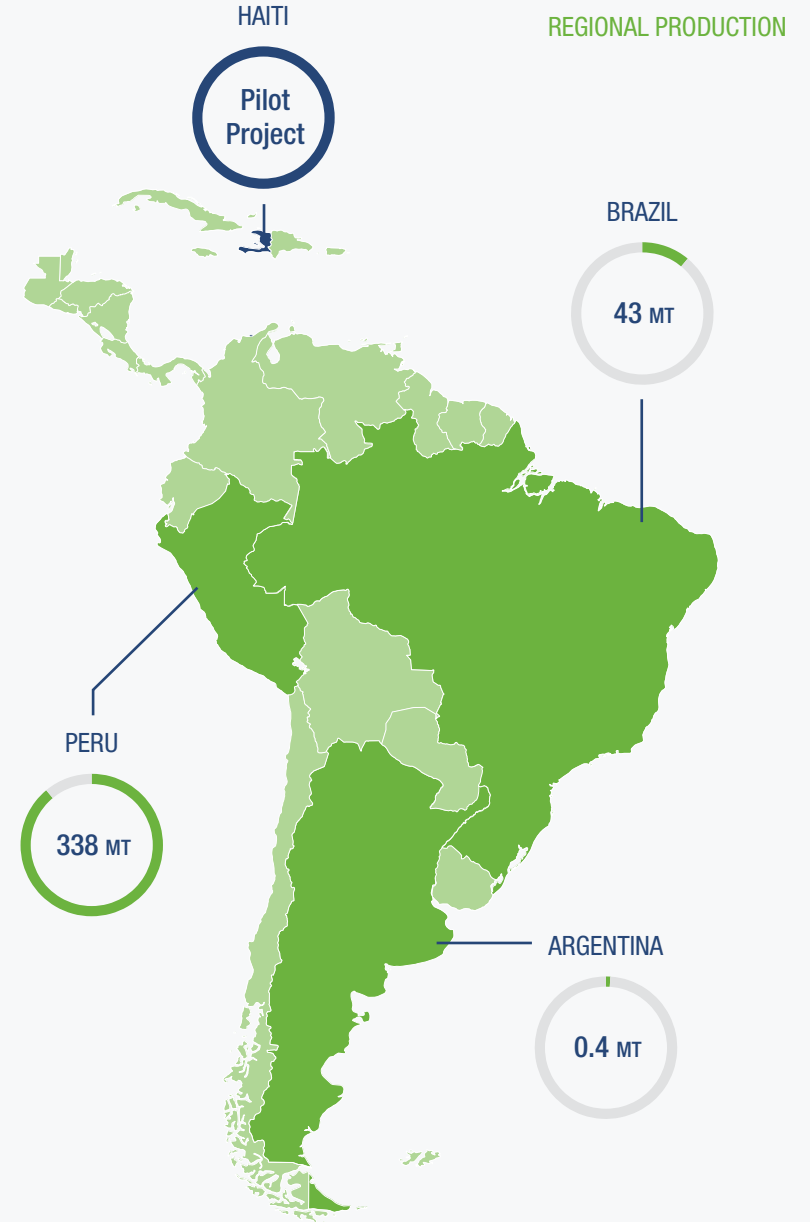 HAITI
REGIONAL PRODUCTION
Pilot
Project
BRAZIL
43 MT
PERU
338 MT
ARGENTINA
0.4 MT